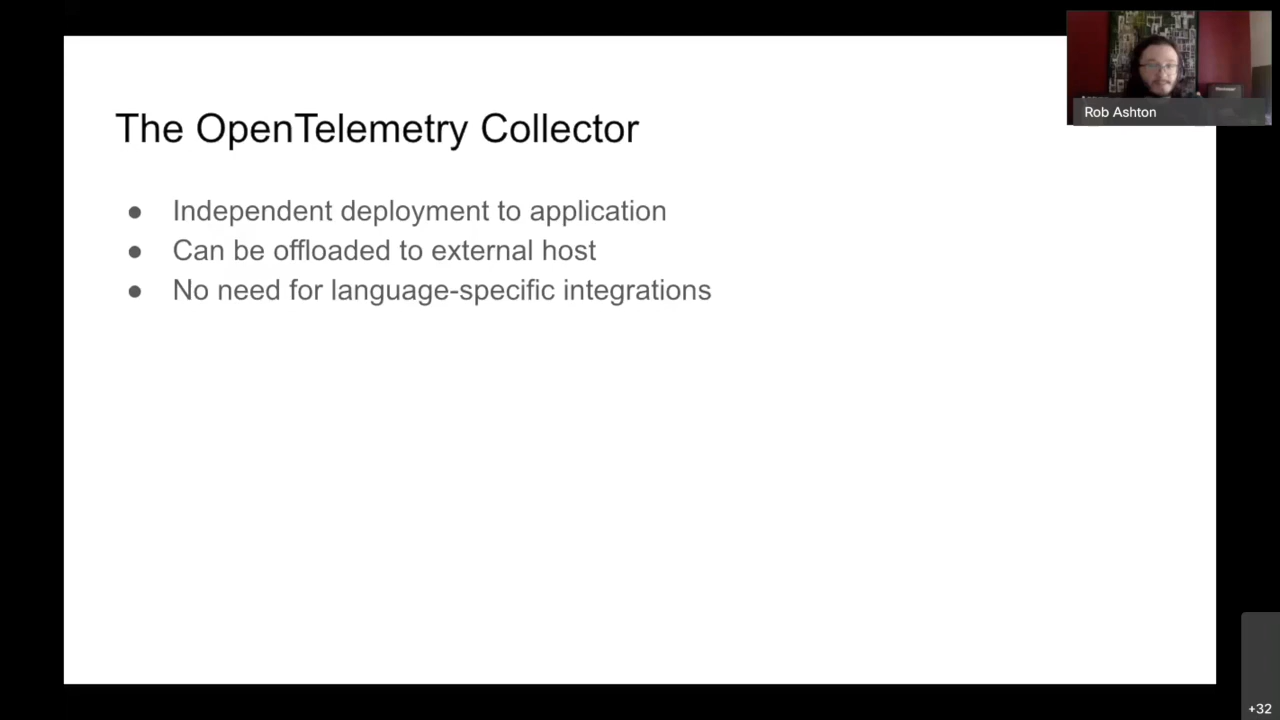 The OpenTelemetry Collector
● Independent deployment to application
● Can be offloaded to external host
● No need for language-specific integrations
Rob Ashton
+32